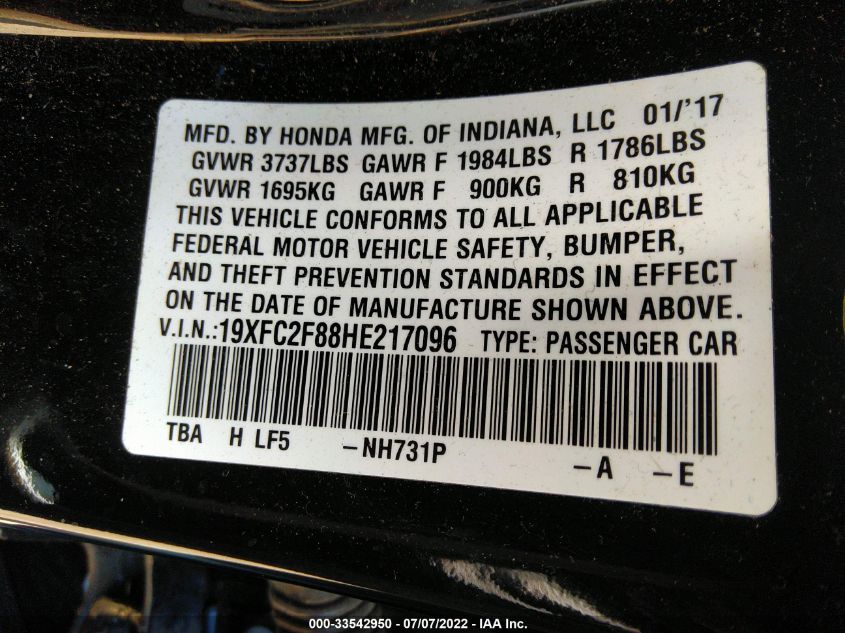 MFD. BY HONDA MFG. OF INDIANA, LLC 01/'17
GVWR 3737LBS GAWR F 1984LBS R 1786LBS
GVWR 1695KG GAWR F 900KG R 810KG
THIS VEHICLE CONFORMS TO ALL APPLICABLE
FEDERAL MOTOR VEHICLE SAFETY, BUMPER,
AND THEFT PREVENTION STANDARDS IN EFFECT
ON THE DATE OF MANUFACTURE SHOWN ABOVE.
V.I.N.:19XFC2F88HE217096 TYPE: PASSENGER CAR
TBA H LF5 -NH731P -A -E
000-33542950 - 07/07/2022 - IAA Inc.